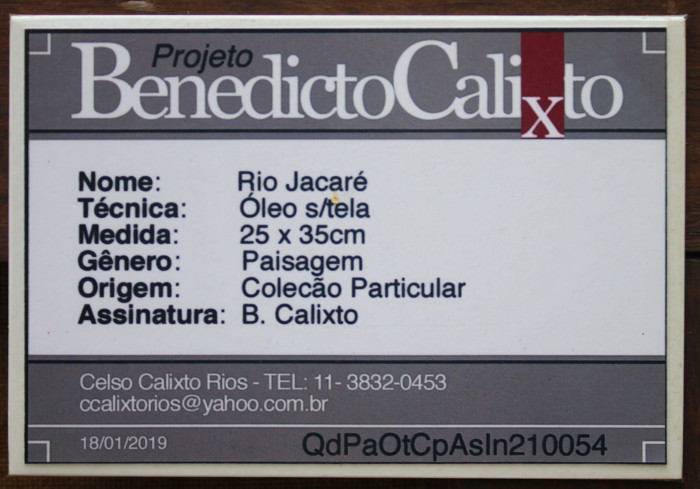 Projeto
BenedictoCalixto
Nome: Rio Jacaré
Técnica: Óleo s/tela
Medida: 25 x 35cm
Gênero: Paisagem
Origem: Colecão Particular
Assinatura: B. Calixto
Celso Calixto Rios - TEL: 11- 3832-0453
ccalixtorios@yahoo.com.br
18/01/2019 QdPaOtCpAsIn210054